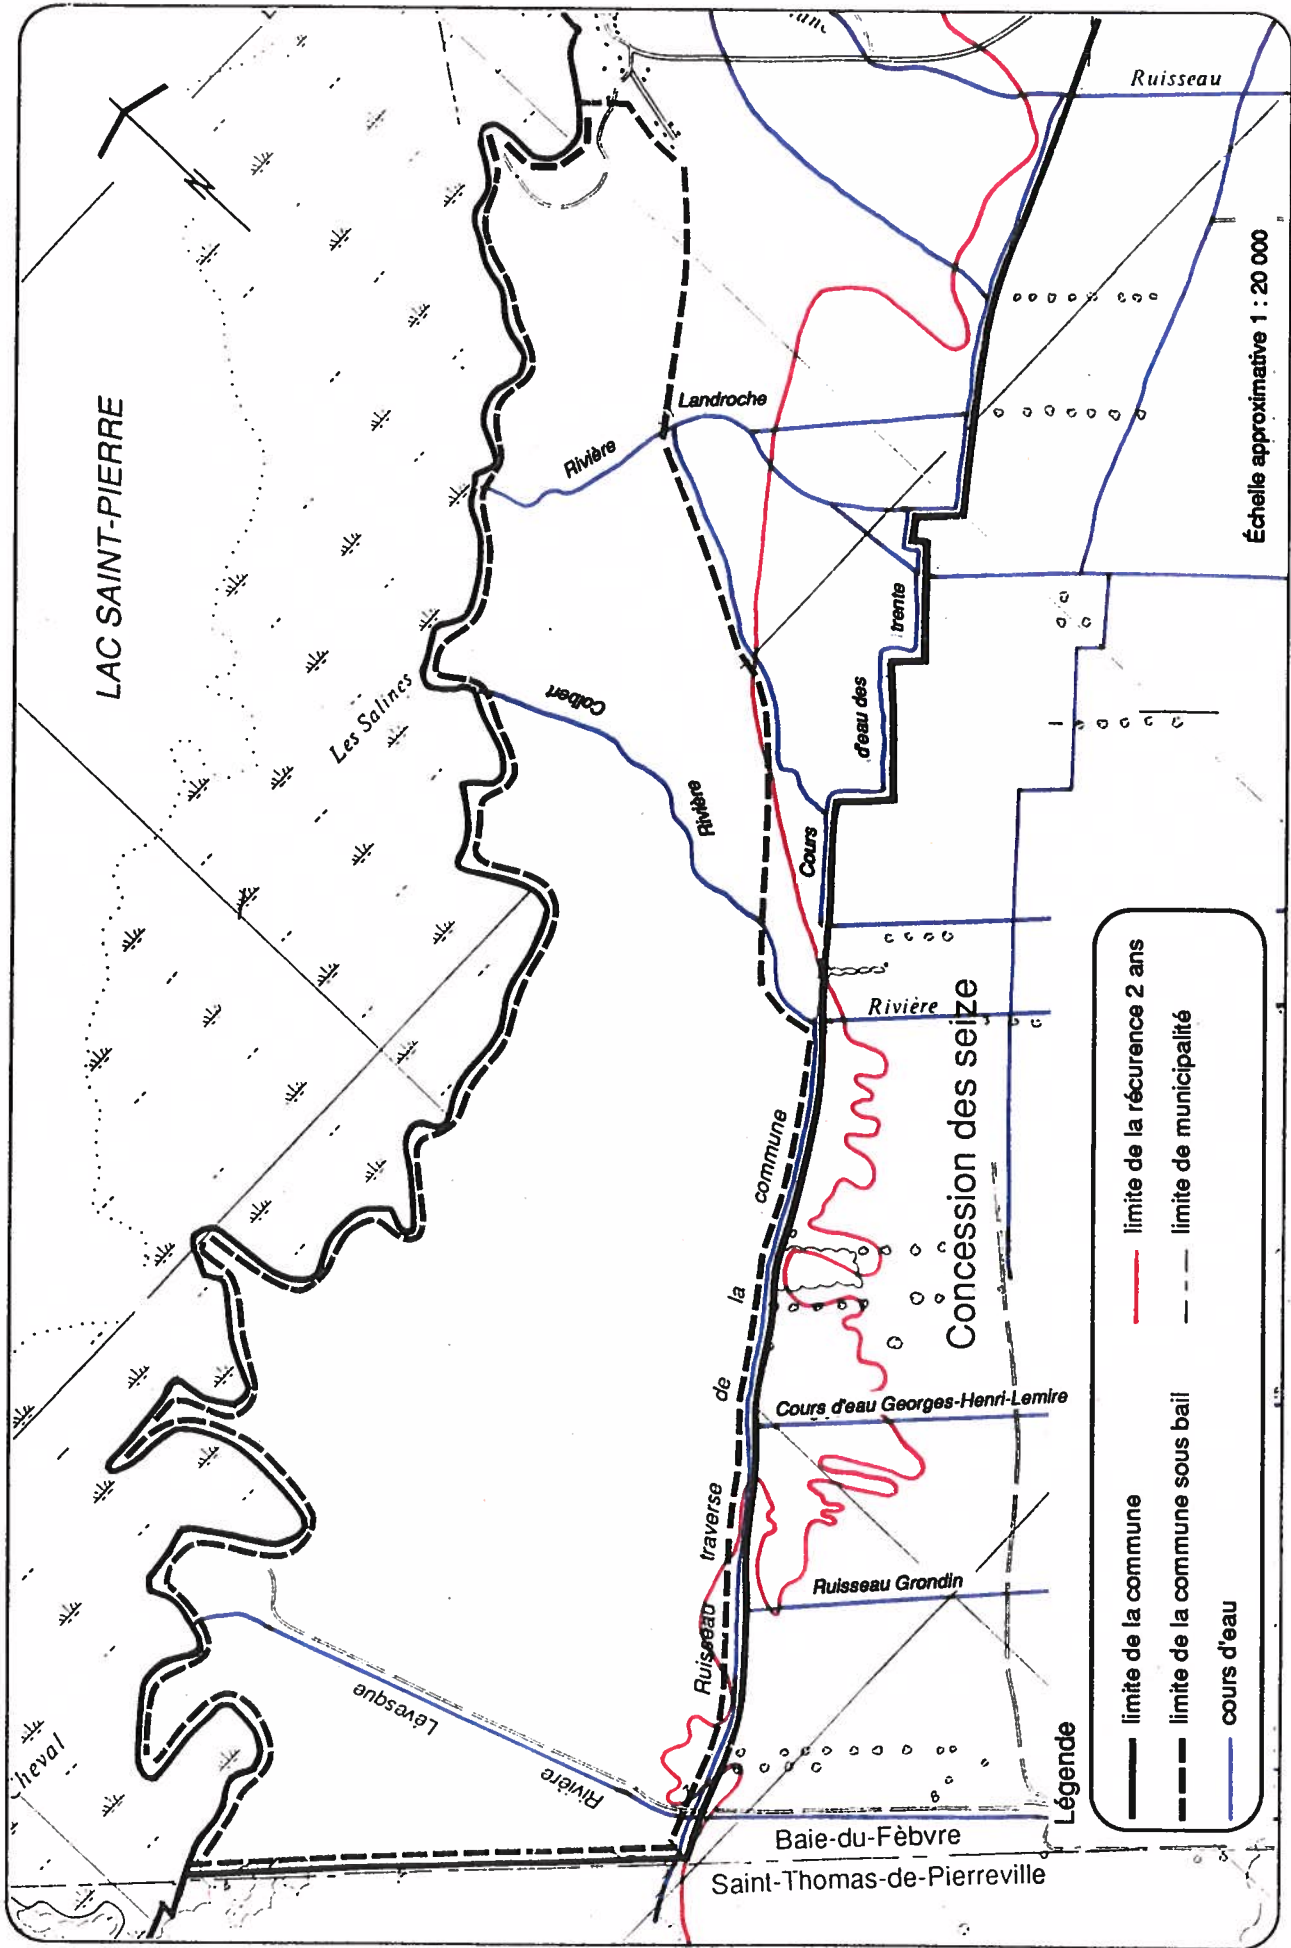 LAC SAINT-PIERRE
N
Ruisseau
Les Salines
Rivière Landroche
Rivière Colbert
Cours d'eau des trente
Rivière
Concession des seize
Ruisseau traverse de la commune
Cours d'eau Georges-Henri-Lemire
Ruisseau Grondin
Rivière Lévesque
Baie-du-Fèbvre
Saint-Thomas-de-Pierreville
Échelle approximative 1 : 20 000
Légende
limite de la commune
limite de la commune sous bail
cours d'eau
limite de la récurence 2 ans
limite de municipalité